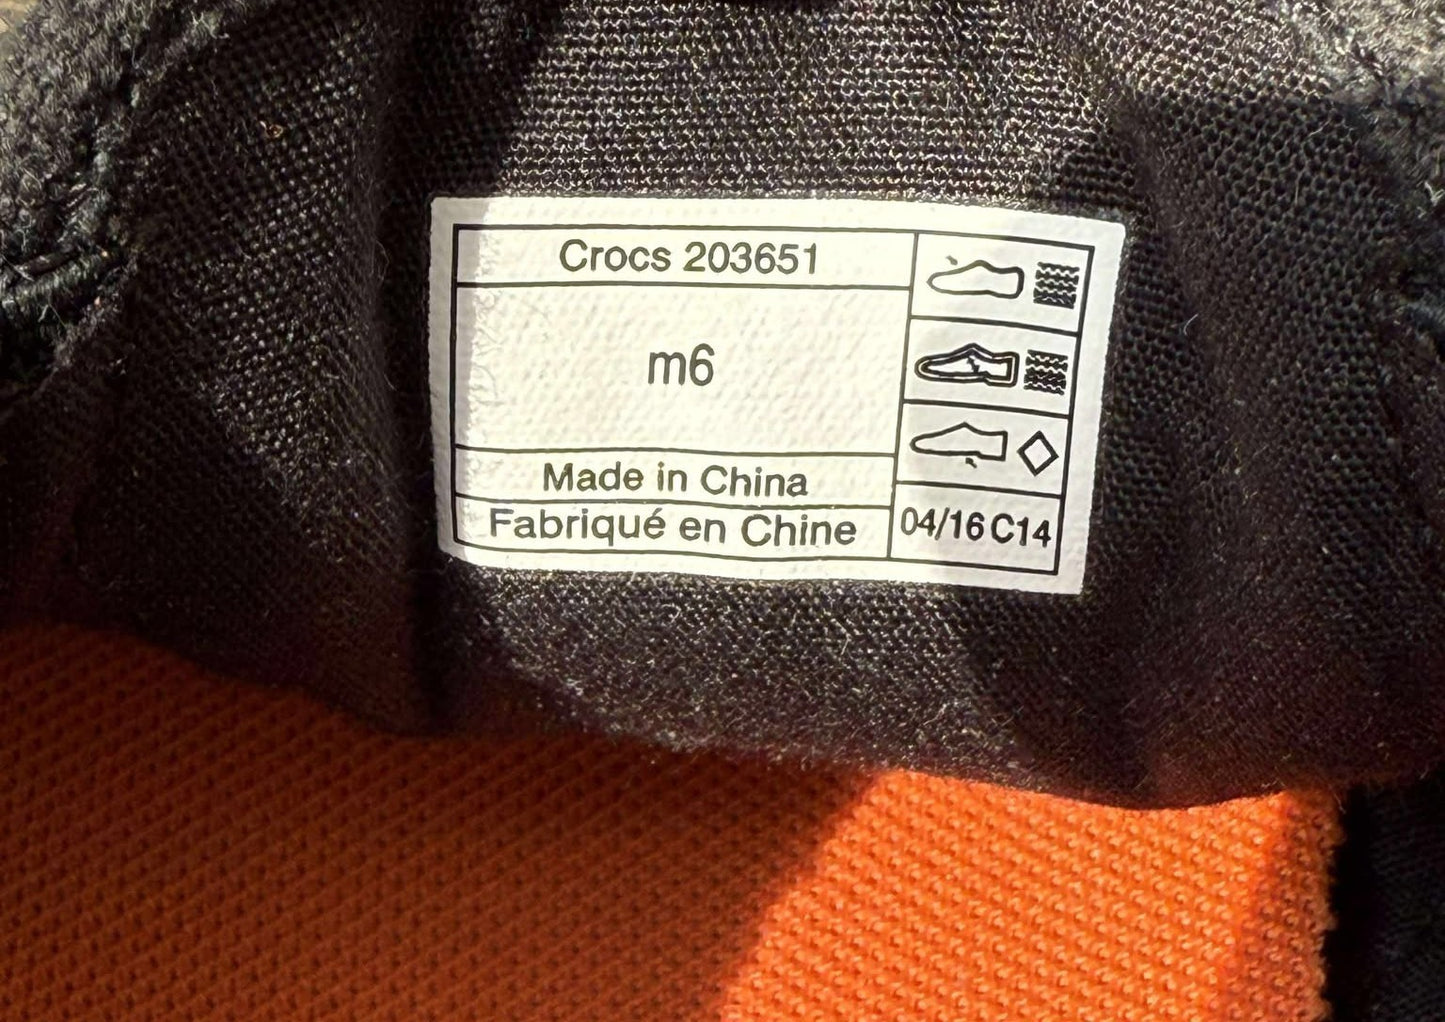 Crocs 203651
m6
Made in China
Fabriqué en Chine
04/16 C14